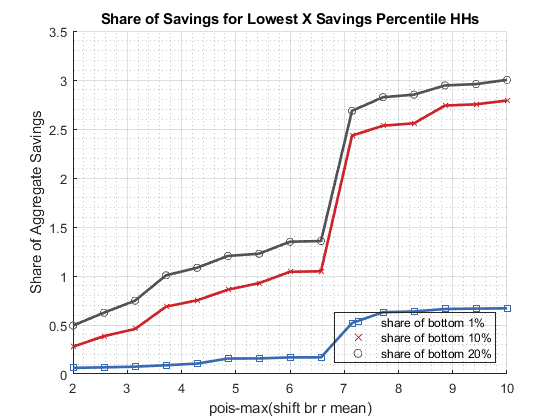 Share of Savings for Lowest X Savings Percentile HHs
Share of Aggregate Savings
3.5
3
2.5
2
1.5
1
0.5
0
2 3 4 5 6 7 8 9 10
share of bottom 1%
share of bottom 10%
share of bottom 20%
pois-max(shift br r mean)